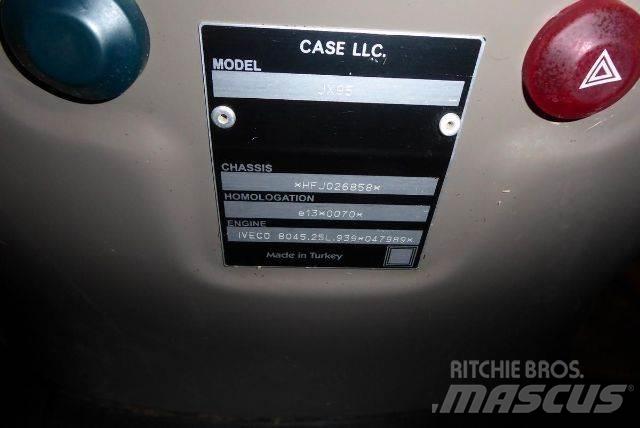 CASE LLC.
MODEL
JX95
CHASSIS
*HFJ026858*
HOMOLOGATION
e13*0070*
ENGINE
IVECO 8045.25L.939*047989*
Made in Turkey
RITCHIE BROS.
MASCUS